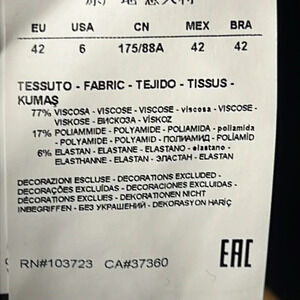 EU USA CN MEX BRA
42 6 175/88A 42 42
TESSUTO - FABRIC - TEJIDO - TISSUS -
KUMAŞ
77% VISCOSA - VISCOSE - VISCOSE - viscosa - VISCOSE -
VISKOSE - ВИСКОЗА - VİSKOZ
17% POLIAMMIDE - POLYAMIDE - POLIAMIDA - poliamida
- POLYAMIDE - POLYAMID - ПОЛИАМИД - POLİAMİD
6% ELASTAN - ELASTANE - ELASTANO - elastano -
ELASTHANNE - ELASTAN - ЭЛАСТАН - ELASTAN
DECORAZIONI ESCLUSE - DECORATIONS EXCLUDED -
DECORAÇÕES EXCLUÍDAS - DECORACIONES EXCLUIDAS -
DÉCORATIONS EXCLUES - DEKORATIONEN NICHT
INBEGRIFFEN - БЕЗ УКРАШЕНИЙ - DEKORASYON HARİÇ
EAC
RN#103723 CA#37360